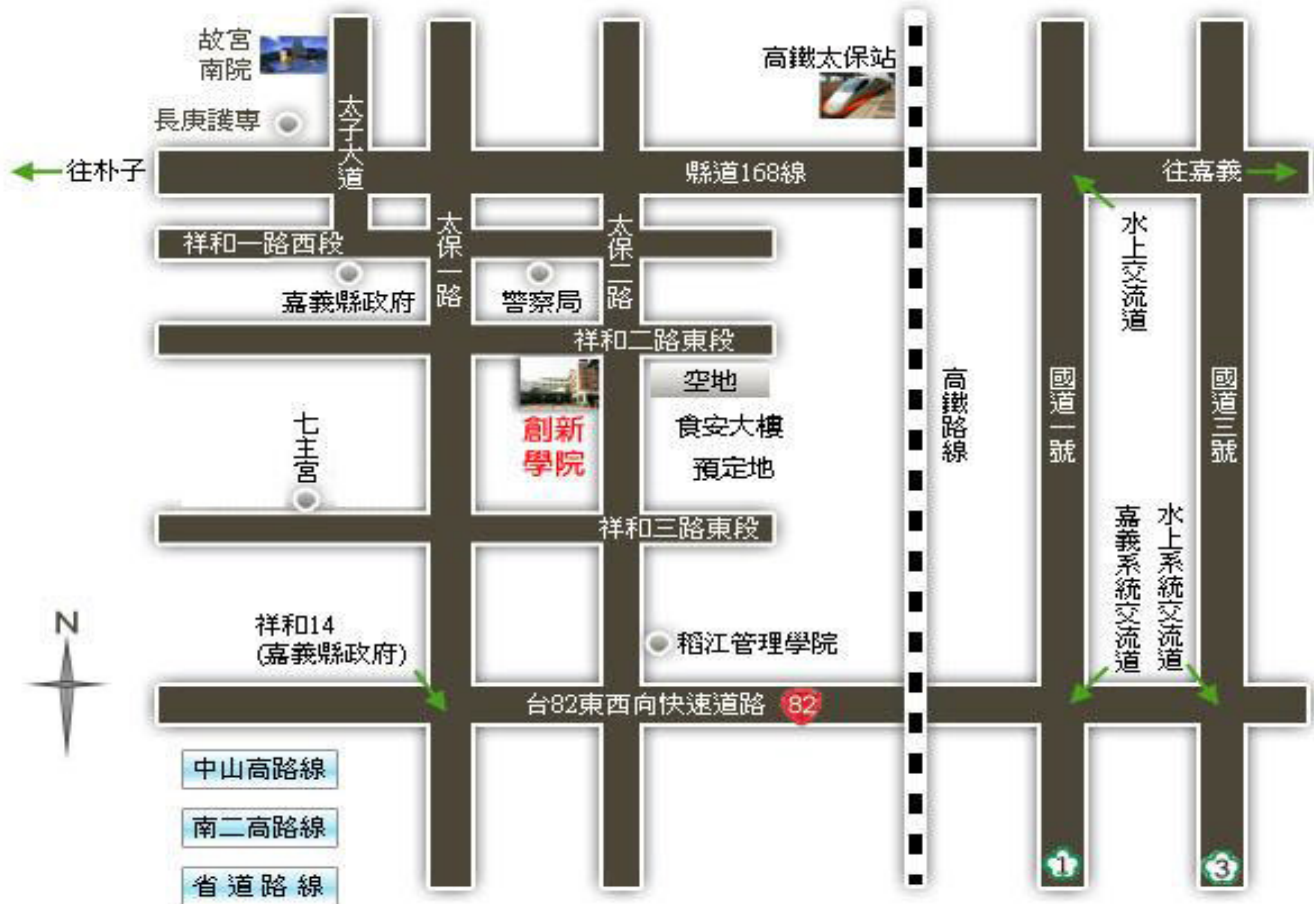 故宮
南院
高鐵太保站
長庚護專
太子大道
往朴子
縣道168線
往嘉義
水上交流道
祥和一路西段
太保一路
太保二路
嘉義縣政府
警察局
祥和二路東段
空地
高鐵路線
國道一號
國道三號
創新
學院
食安大樓
預定地
七主宮
祥和三路東段
嘉義系統交流道
水上系統交流道
N
祥和14
(嘉義縣政府)
稻江管理學院
台82東西向快速道路
82
中山高路線
南二高路線
省道路線
1
3